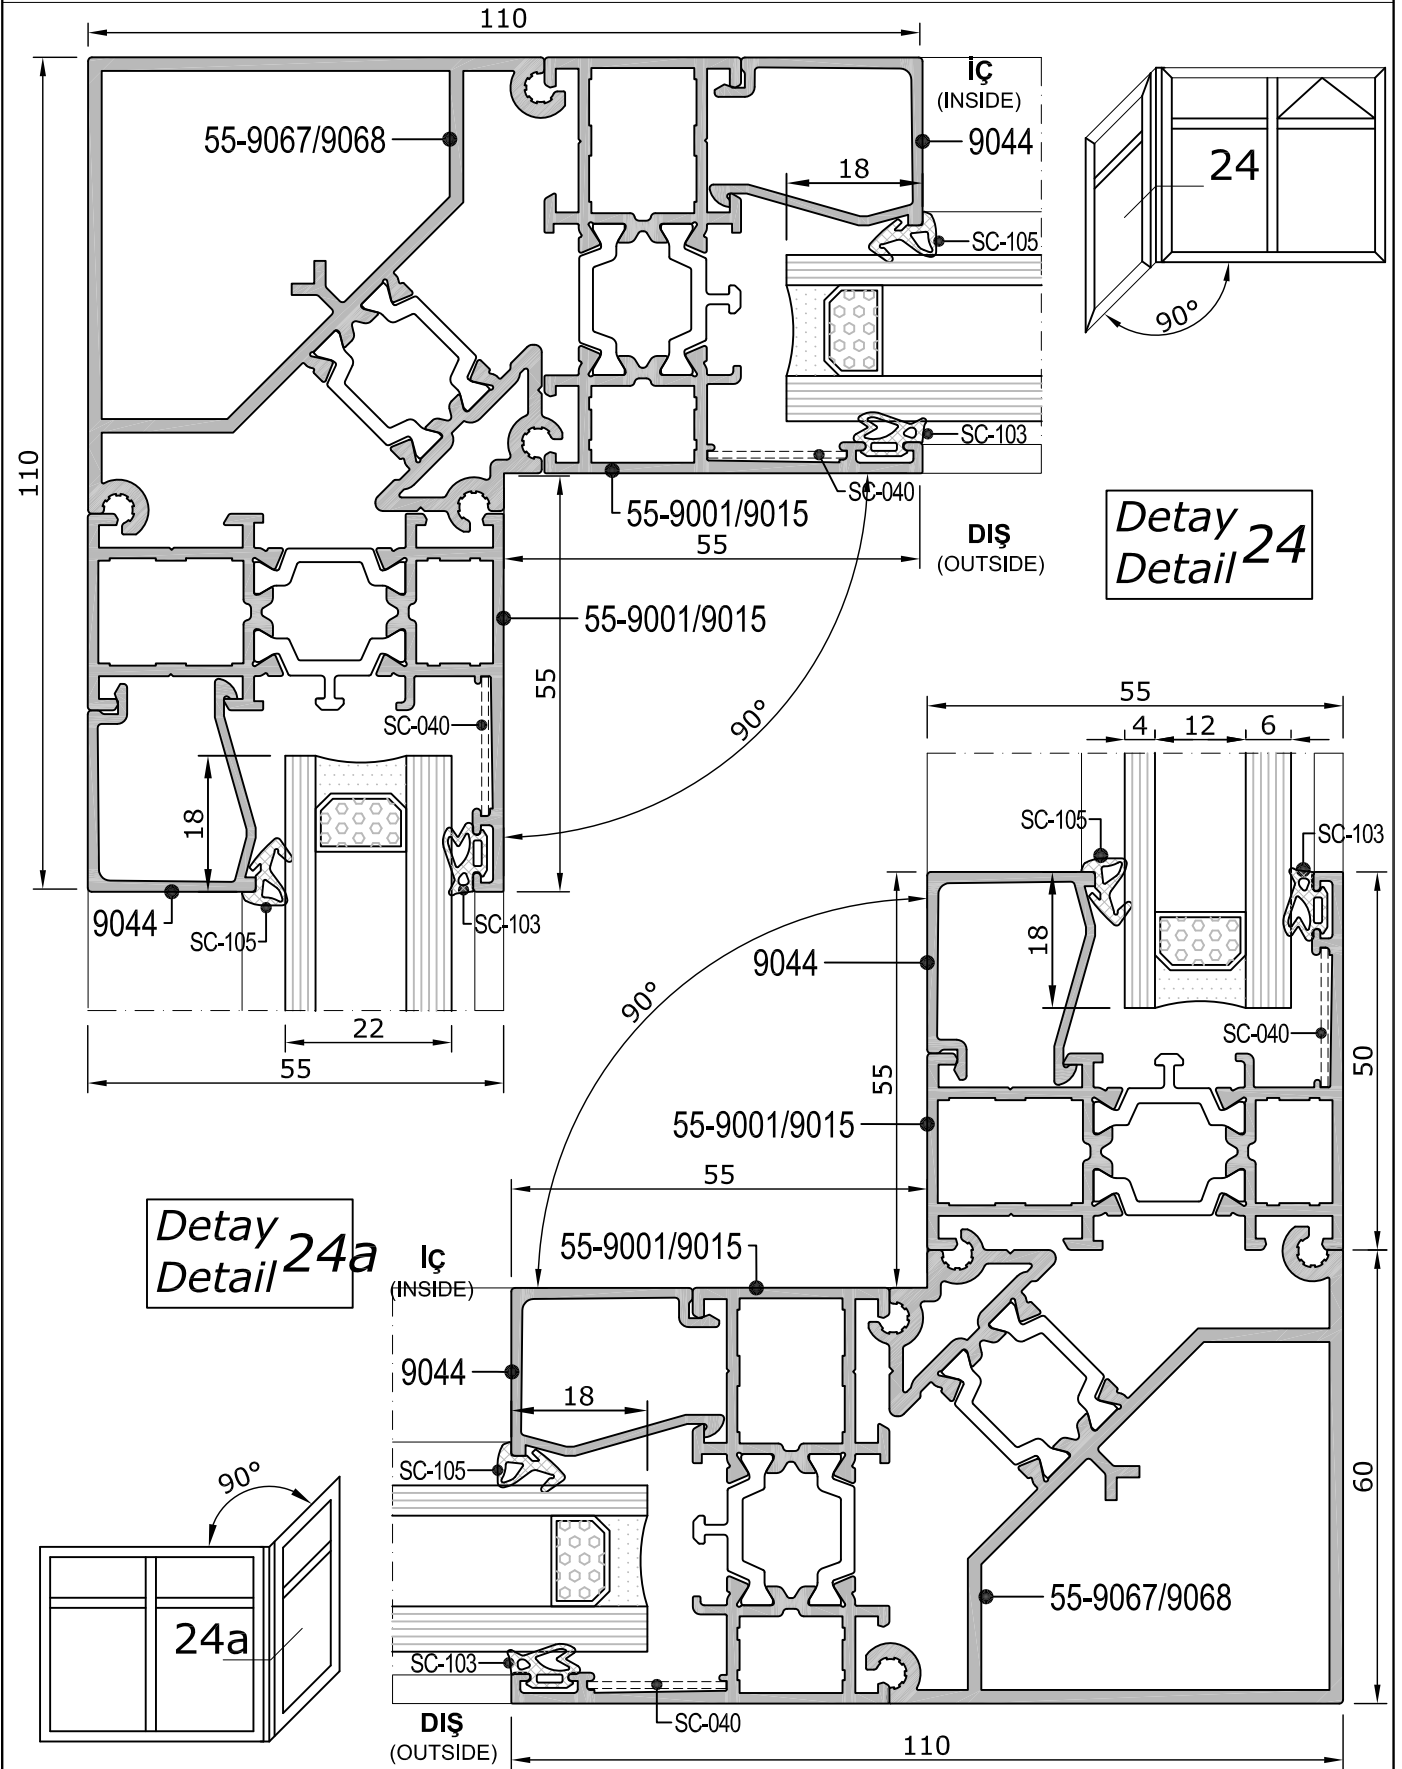 110
İÇ
(INSIDE)
55-9067/9068
9044
18
24
SC-105
90°
110
SC-103
SC-040
55-9001/9015
55
DIŞ
(OUTSIDE)
Detay
Detail 24
55-9001/9015
55
90°
SC-040
18
9044
SC-105
SC-103
22
55
55
4
12
6
SC-105
SC-103
18
9044
90°
SC-040
50
55
55-9001/9015
55
Detay
Detail 24a
55-9001/9015
İÇ
(INSIDE)
9044
18
SC-105
90°
60
24a
55-9067/9068
SC-103
SC-040
DIŞ
(OUTSIDE)
110